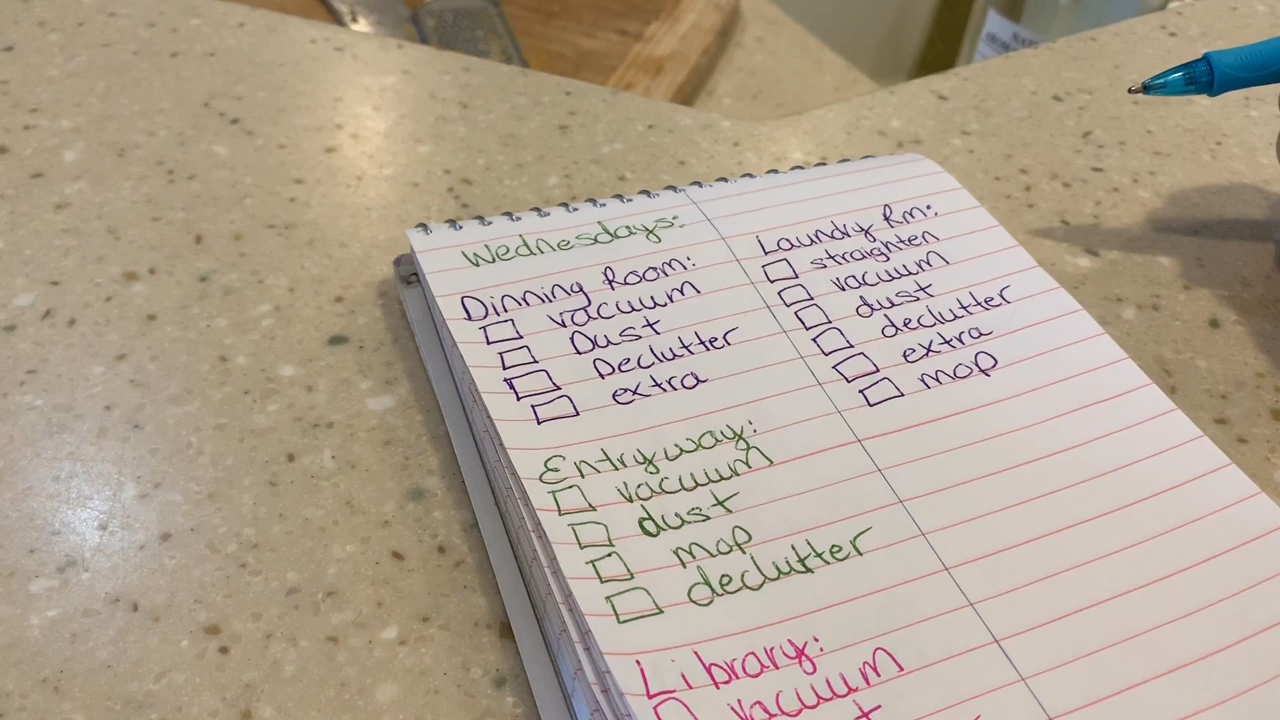 Wednesdays:
Dinning Room:
vacuum
Dust
Declutter
extra
Entryway:
vacuum
dust
mop
declutter
Library:
vacuum
Laundry Rm:
straighten
vacuum
dust
declutter
extra
mop